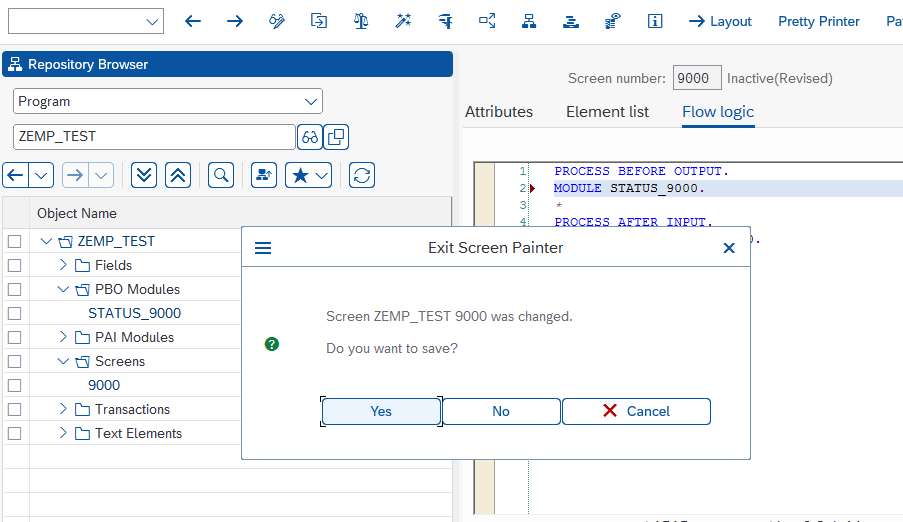 Layout
Pretty Printer
Repository Browser
Program
ZEMP_TEST
Object Name
ZEMP_TEST
Fields
PBO Modules
STATUS_9000
PAI Modules
Screens
9000
Transactions
Text Elements
Screen number: 9000 Inactive(Revised)
Attributes
Element list
Flow logic
1 PROCESS BEFORE OUTPUT.
2 MODULE STATUS_9000.
3 *
4 PROCESS AFTER INPUT.
Exit Screen Painter
Screen ZEMP_TEST 9000 was changed.
Do you want to save?
Yes
No
Cancel